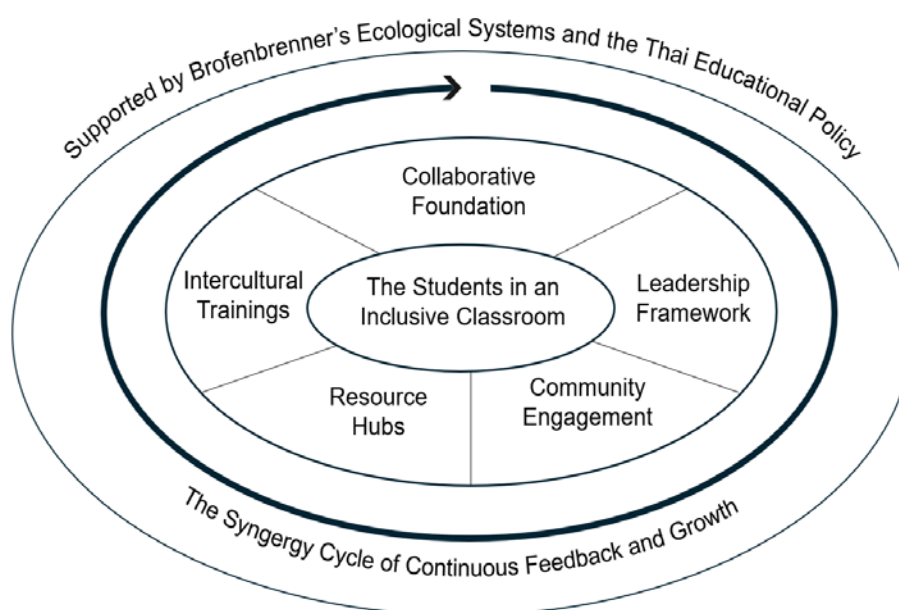 Supported by Brofenbrenner's Ecological Systems and the Thai Educational Policy
Collaborative
Foundation
Intercultural
Trainings
The Students in an
Inclusive Classroom
Leadership
Framework
Resource
Hubs
Community
Engagement
The Syngergy Cycle of Continuous Feedback and Growth